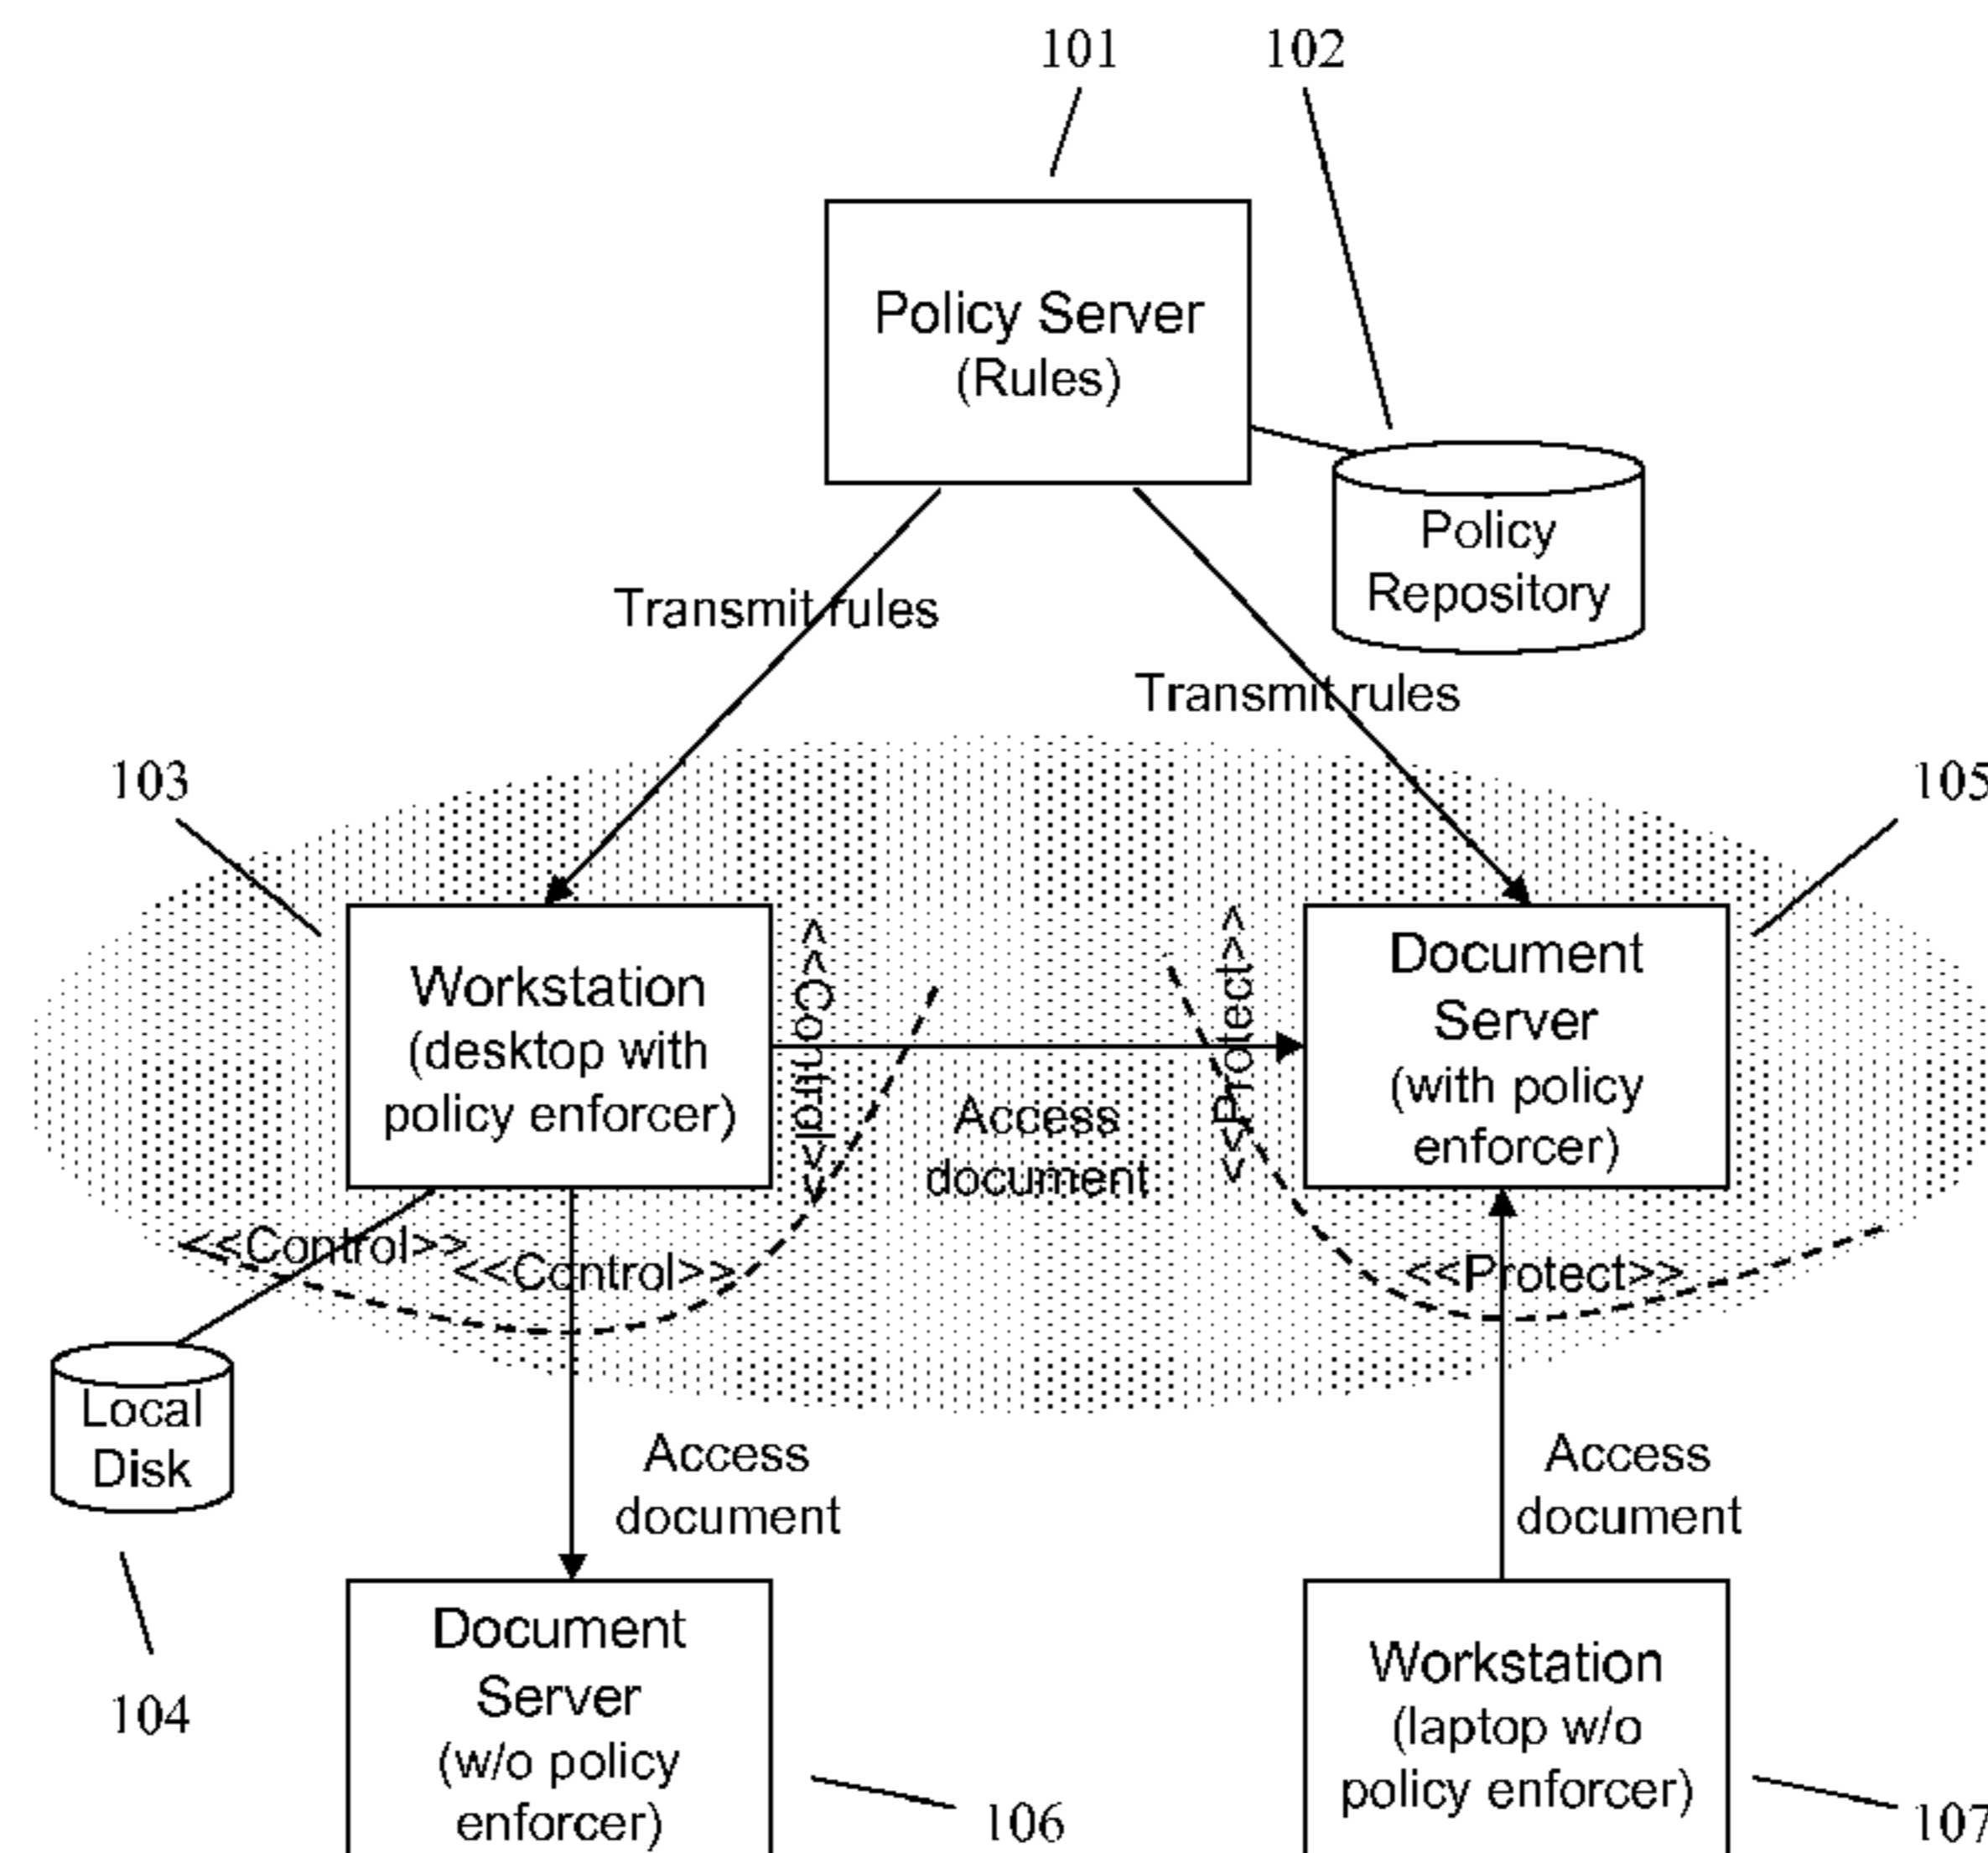 101
102
Policy Server
(Rules)
Policy
Repository
Transmit rules
Transmit rules
103
105
Workstation
(desktop with
policy enforcer)
<<Control>>
<<Protect>>
Document
Server
(with policy
enforcer)
Access
document
<<Control>>
<<Control>>
<<Protect>>
Local
Disk
Access
document
Access
document
104
Document
Server
(w/o policy
enforcer)
106
Workstation
(laptop w/o
policy enforcer)
107